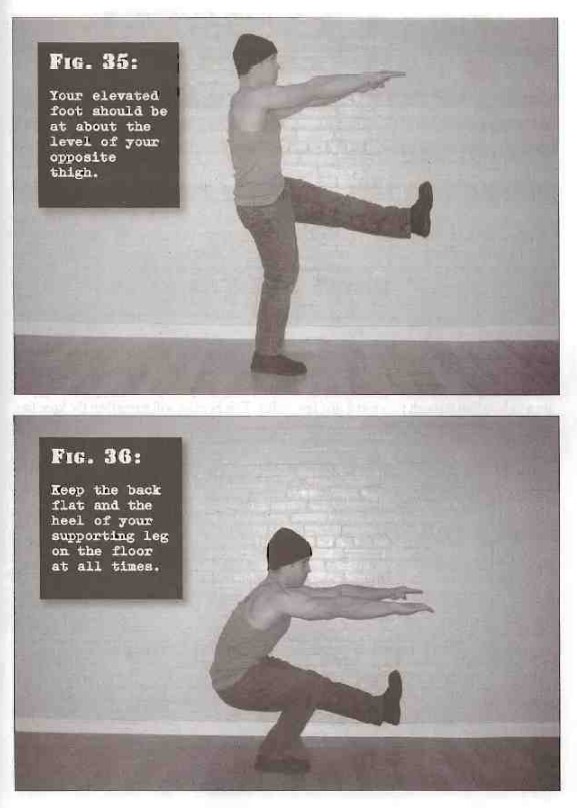 FIG. 35:
Your elevated
foot should be
at about the
level of your
opposite
thigh.
FIG. 36:
Keep the back
flat and the
heel of your
supporting leg
on the floor
at all times.